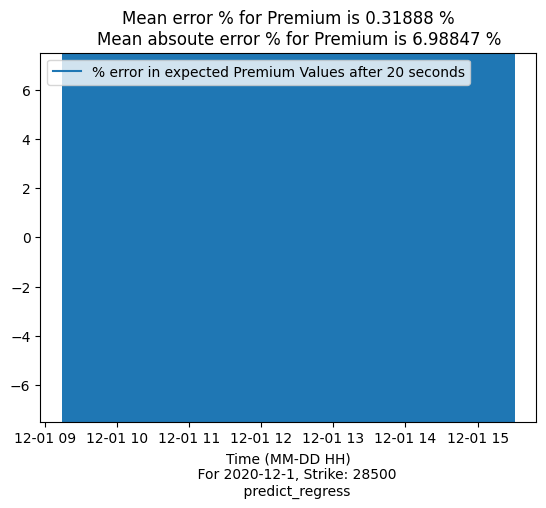 Mean error % for Premium is 0.31888 %
Mean absoute error % for Premium is 6.98847 %
% error in expected Premium Values after 20 seconds
6
4
2
0
−2
−4
−6
12-01 09 12-01 10 12-01 11 12-01 12 12-01 13 12-01 14 12-01 15
Time (MM-DD HH)
For 2020-12-1, Strike: 28500
predict_regress